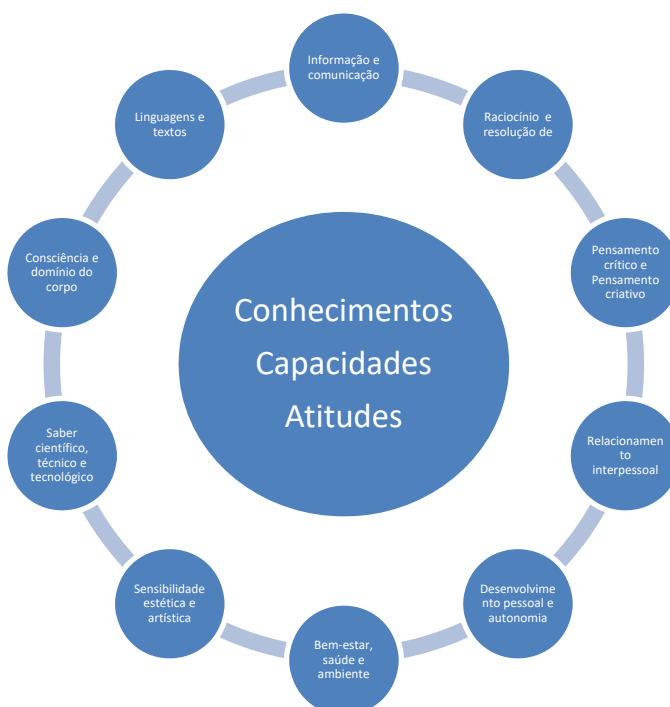 Informação e
comunicação
Raciocínio e
resolução de
Pensamento
crítico e
Pensamento
criativo
Relacionamen
to
interpessoal
Desenvolvime
nto pessoal e
autonomia
Bem-estar,
saúde e
ambiente
Sensibilidade
estética e
artística
Saber
científico,
técnico e
tecnológico
Consciência e
domínio do
corpo
Linguagens e
textos
Conhecimentos
Capacidades
Atitudes